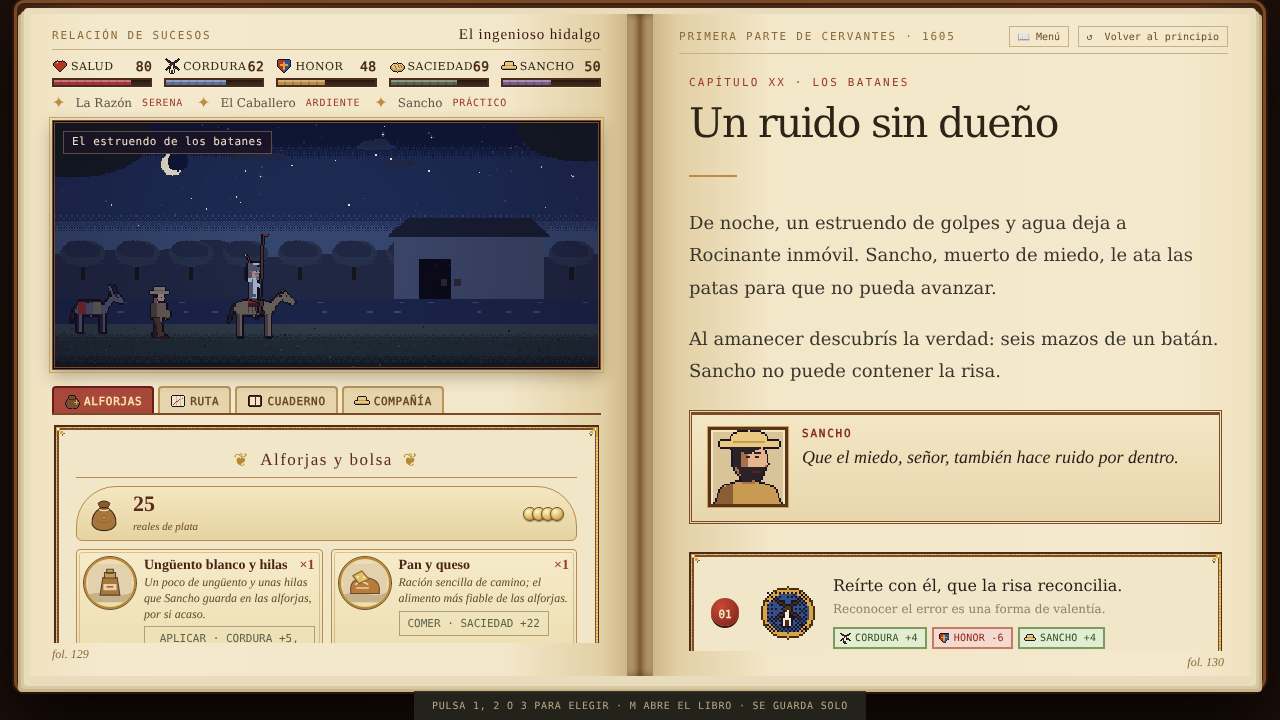 RELACIÓN DE SUCESOS
El ingenioso hidalgo
SALUD 80
CORDURA 62
HONOR 48
SACIEDAD 69
SANCHO 50
La Razón SERENA
El Caballero ARDIENTE
Sancho PRÁCTICO
El estruendo de los batanes
ALFORJAS
RUTA
CUADERNO
COMPAÑÍA
Alforjas y bolsa
25
reales de plata
Ungüento blanco y hilas ×1
Un poco de ungüento y unas hilas
que Sancho guarda en las alforjas,
por si acaso.
APLICAR · CORDURA +5,
Pan y queso ×1
Ración sencilla de camino; el
alimento más fiable de las alforjas.
COMER · SACIEDAD +22
fol. 129
PRIMERA PARTE DE CERVANTES · 1605
Menú
↺ Volver al principio
CAPÍTULO XX · LOS BATANES
Un ruido sin dueño
De noche, un estruendo de golpes y agua deja a
Rocinante inmóvil. Sancho, muerto de miedo, le ata las
patas para que no pueda avanzar.
Al amanecer descubrís la verdad: seis mazos de un batán.
Sancho no puede contener la risa.
SANCHO
Que el miedo, señor, también hace ruido por dentro.
01
Reírte con él, que la risa reconcilia.
Reconocer el error es una forma de valentía.
CORDURA +4
HONOR -6
SANCHO +4
fol. 130
PULSA 1, 2 O 3 PARA ELEGIR · M ABRE EL LIBRO · SE GUARDA SOLO